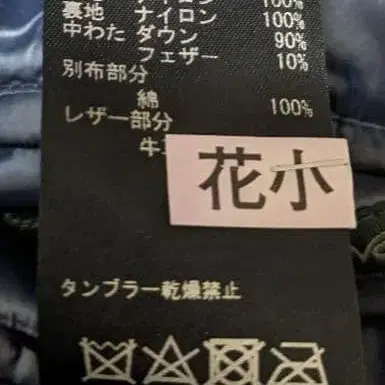 100%
裏地 ナイロン 100%
中わた ダウン 90%
フェザー 10%
別布部分
綿 100%
レザー部分
牛
花小
タンブラー乾燥禁止